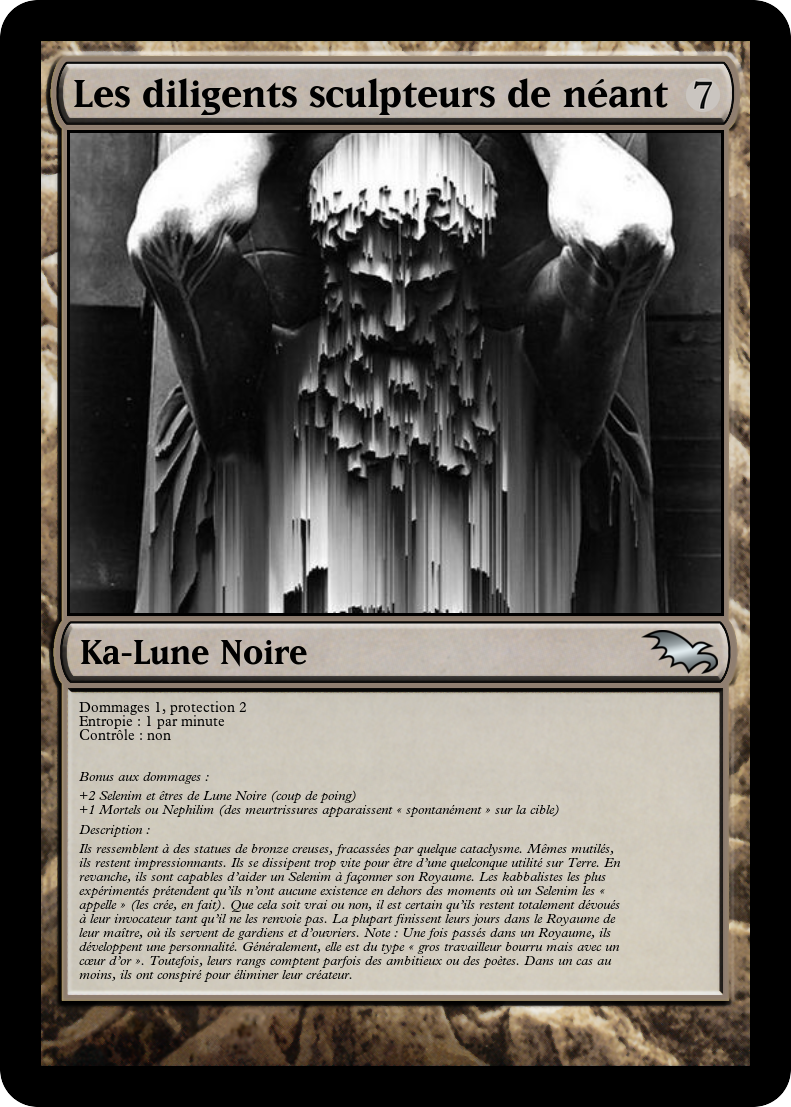 Les diligents sculpteurs de néant 7
Ka-Lune Noire
Dommages 1, protection 2
Entropie : 1 par minute
Contrôle : non
Bonus aux dommages :
+2 Selenim et êtres de Lune Noire (coup de poing)
+1 Mortels ou Nephilim (des meurtrissures apparaissent « spontanément » sur la cible)
Description :
Ils ressemblent à des statues de bronze creuses, fracassées par quelque cataclysme. Mêmes mutilés,
ils restent impressionnants. Ils se dissipent trop vite pour être d'une quelconque utilité sur Terre. En
revanche, ils sont capables d'aider un Selenim à façonner son Royaume. Les kabbalistes les plus
expérimentés prétendent qu'ils n'ont aucune existence en dehors des moments où un Selenim les «
appelle » (les crée, en fait). Que cela soit vrai ou non, il est certain qu'ils restent totalement dévoués
à leur invocateur tant qu'il ne les renvoie pas. La plupart finissent leurs jours dans le Royaume de
leur maître, où ils servent de gardiens et d'ouvriers. Note : Une fois passés dans un Royaume, ils
développent une personnalité. Généralement, elle est du type « gros travailleur bourru mais avec un
cœur d'or ». Toutefois, leurs rangs comptent parfois des ambitieux ou des poètes. Dans un cas au
moins, ils ont conspiré pour éliminer leur créateur.